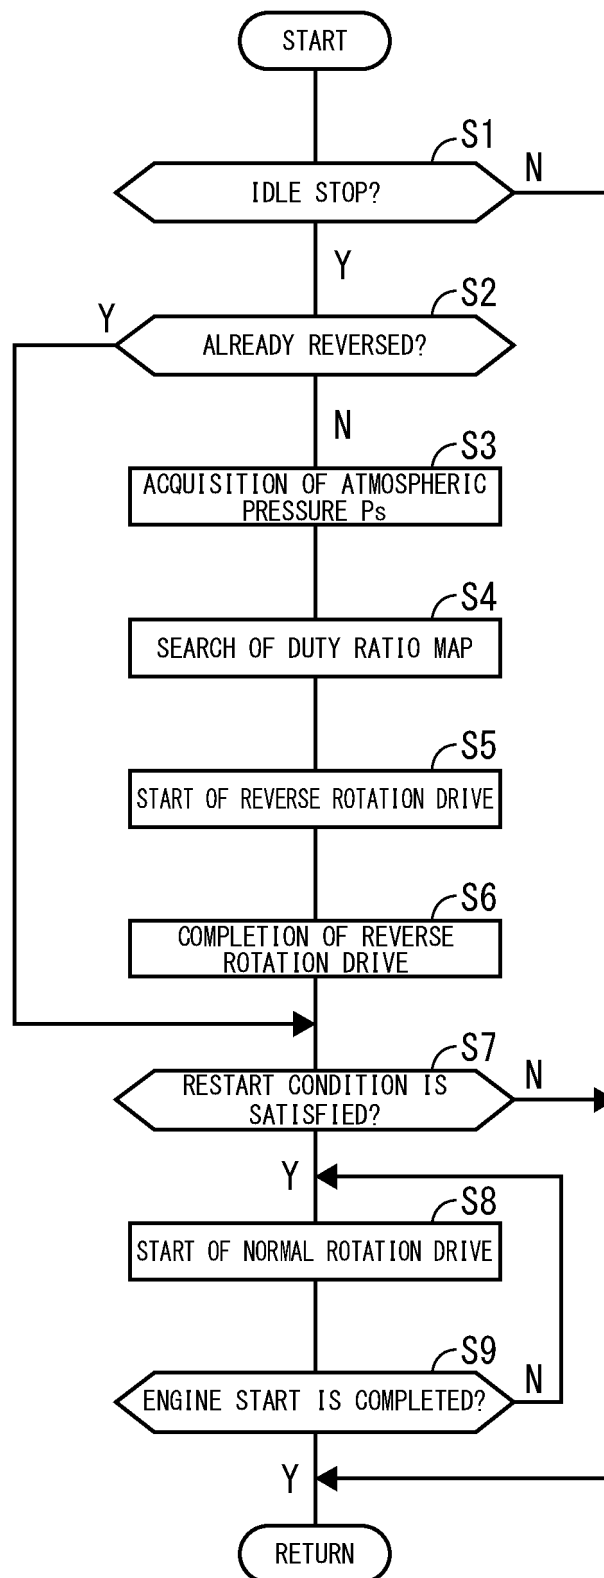 START
S1
IDLE STOP?
N
Y
S2
Y
ALREADY REVERSED?
N
S3
ACQUISITION OF ATMOSPHERIC
PRESSURE Ps
S4
SEARCH OF DUTY RATIO MAP
S5
START OF REVERSE ROTATION DRIVE
S6
COMPLETION OF REVERSE
ROTATION DRIVE
S7
RESTART CONDITION IS
SATISFIED?
N
Y
S8
START OF NORMAL ROTATION DRIVE
S9
ENGINE START IS COMPLETED?
N
Y
RETURN